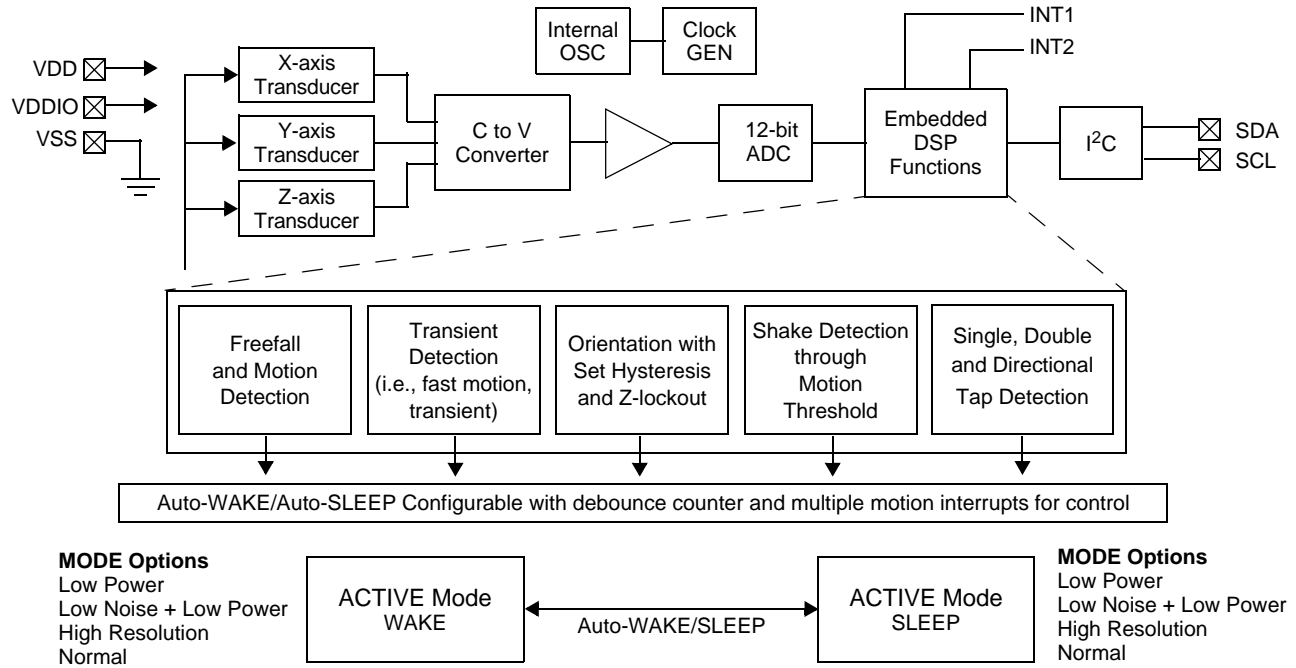 Internal
OSC
Clock
GEN
INT1
INT2
VDD
VDDIO
VSS
X-axis
Transducer
Y-axis
Transducer
Z-axis
Transducer
C to V
Converter
12-bit
ADC
Embedded
DSP
Functions
I²C
SDA
SCL
Freefall
and Motion
Detection
Transient
Detection
(i.e., fast motion,
transient)
Orientation with
Set Hysteresis
and Z-lockout
Shake Detection
through
Motion
Threshold
Single, Double
and Directional
Tap Detection
Auto-WAKE/Auto-SLEEP Configurable with debounce counter and multiple motion interrupts for control
MODE Options
Low Power
Low Noise + Low Power
High Resolution
Normal
ACTIVE Mode
WAKE
Auto-WAKE/SLEEP
ACTIVE Mode
SLEEP
MODE Options
Low Power
Low Noise + Low Power
High Resolution
Normal